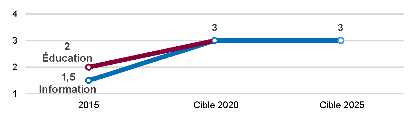 4
3
2
1
3
3
2
Éducation
1,5
Information
2015
Cible 2020
Cible 2025